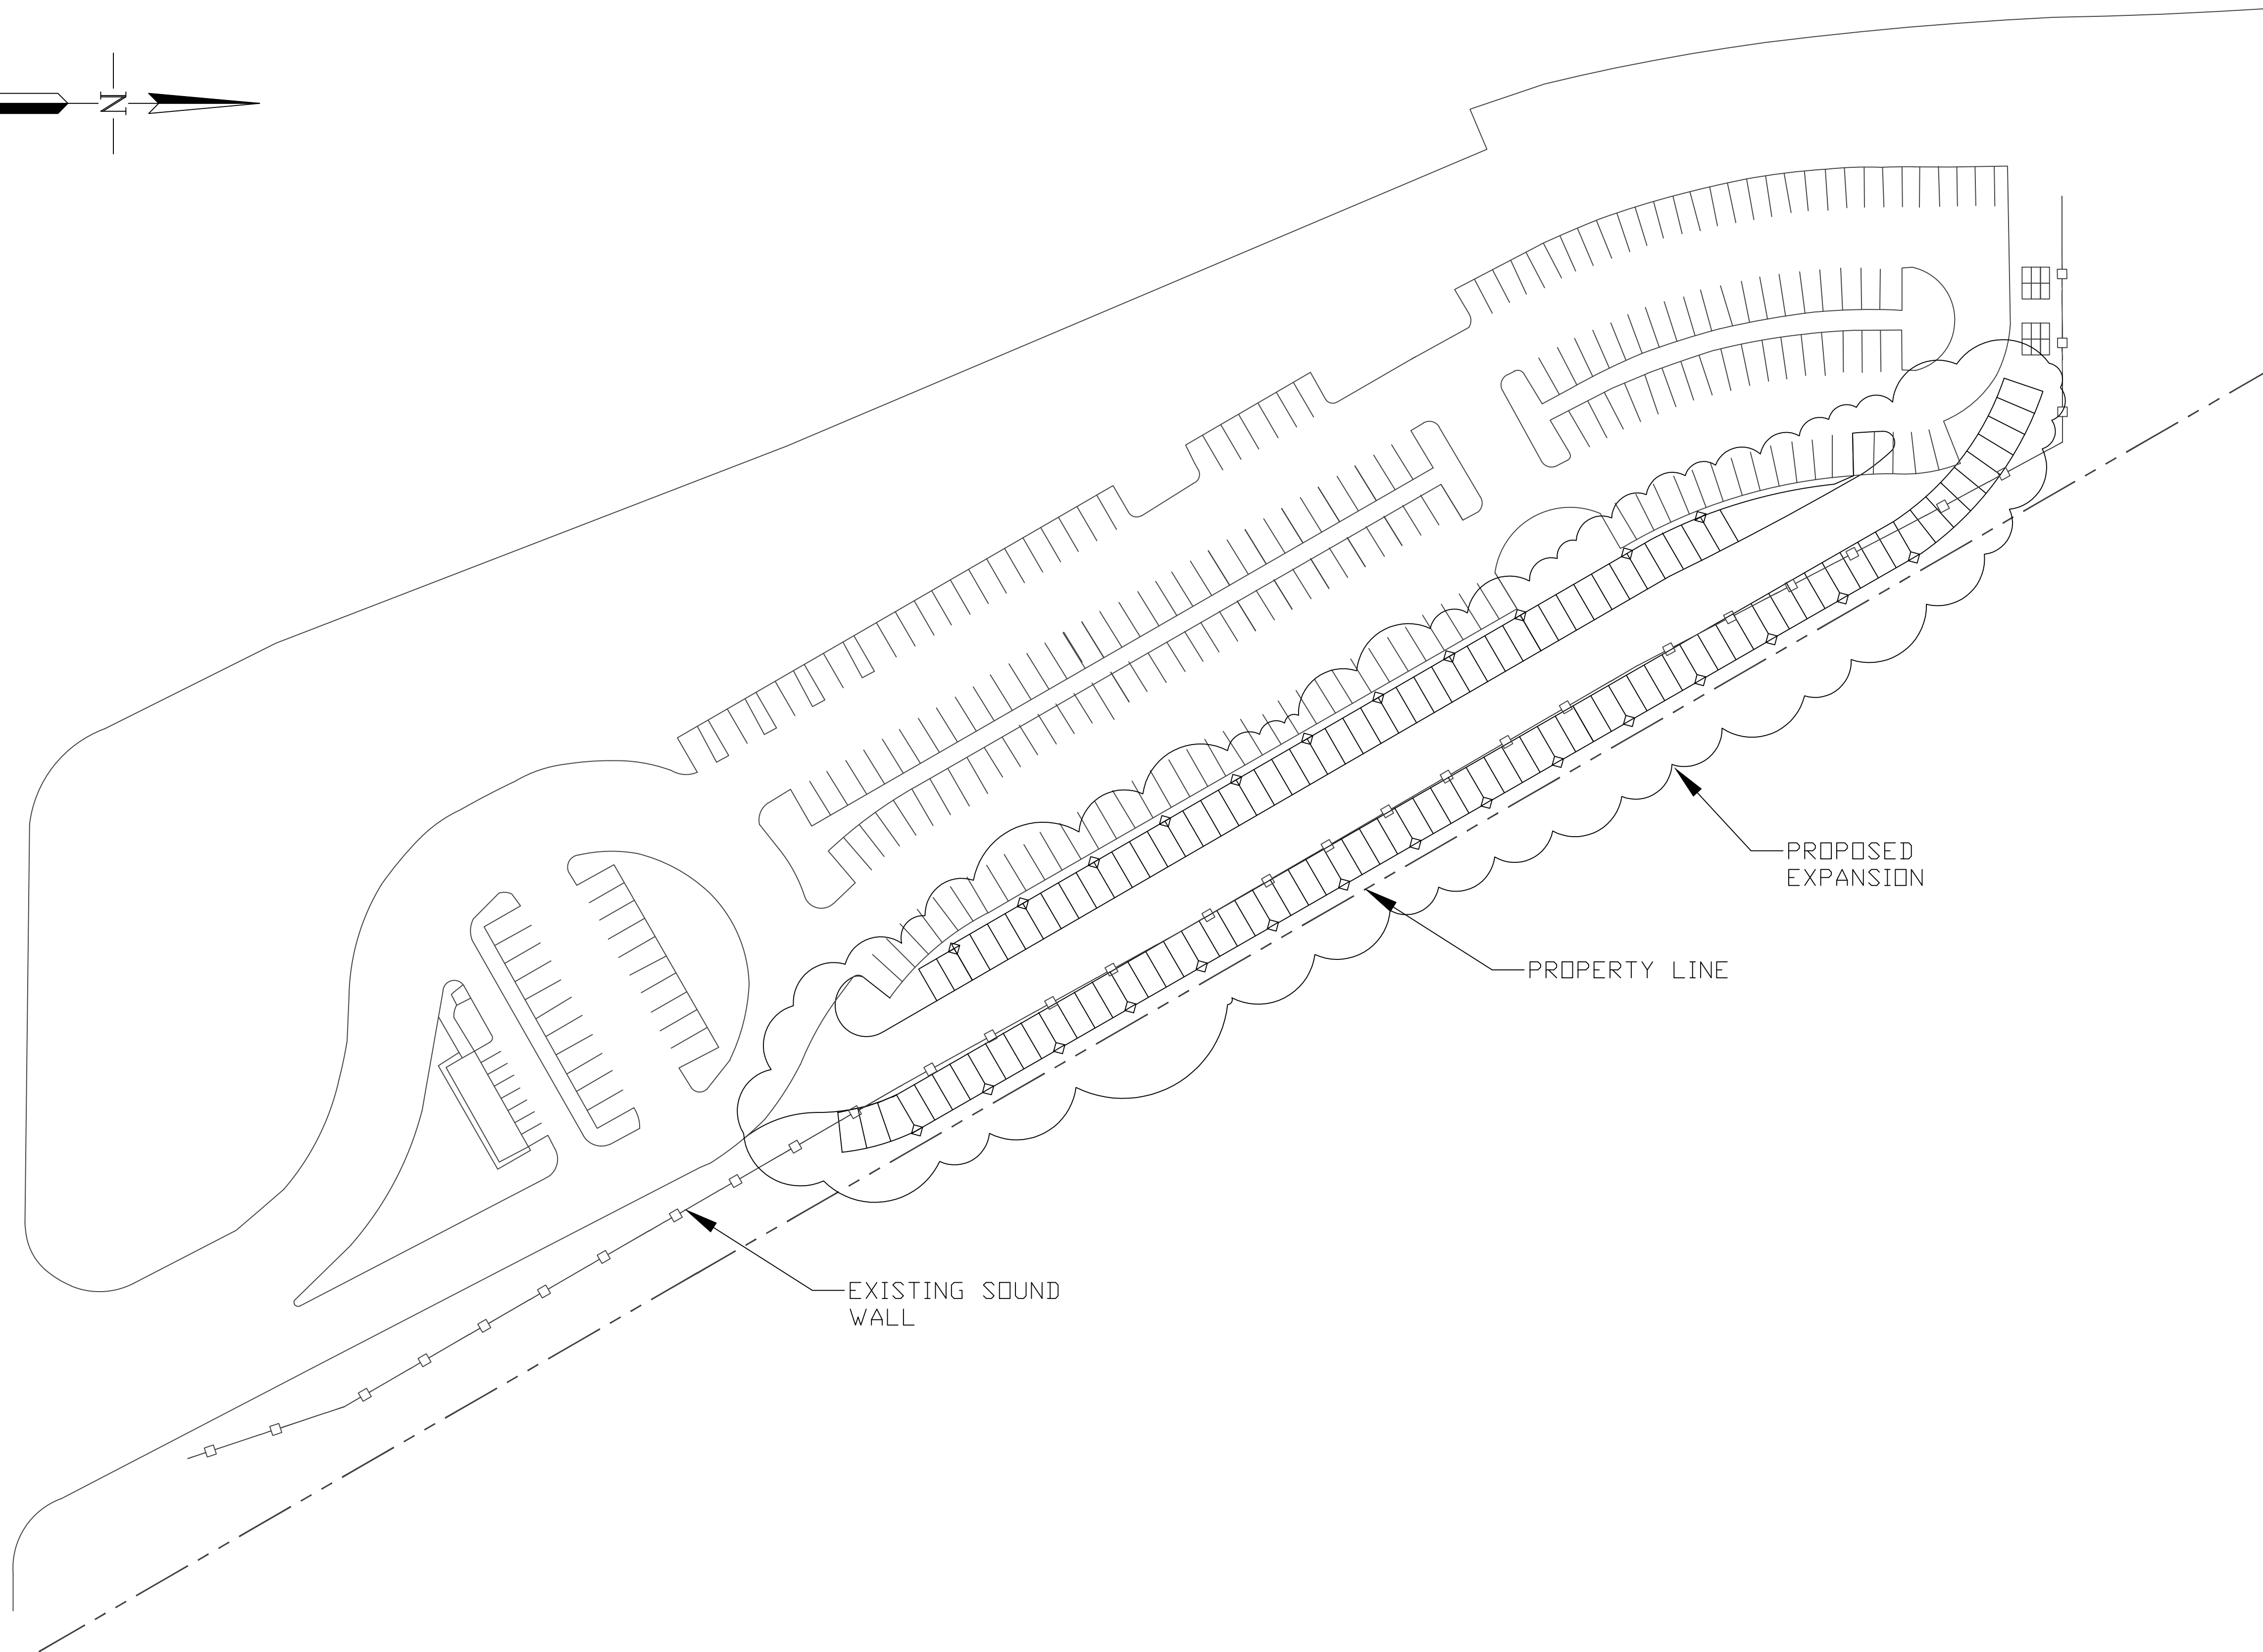 N
PROPOSED
EXPANSION
PROPERTY LINE
EXISTING SOUND
WALL